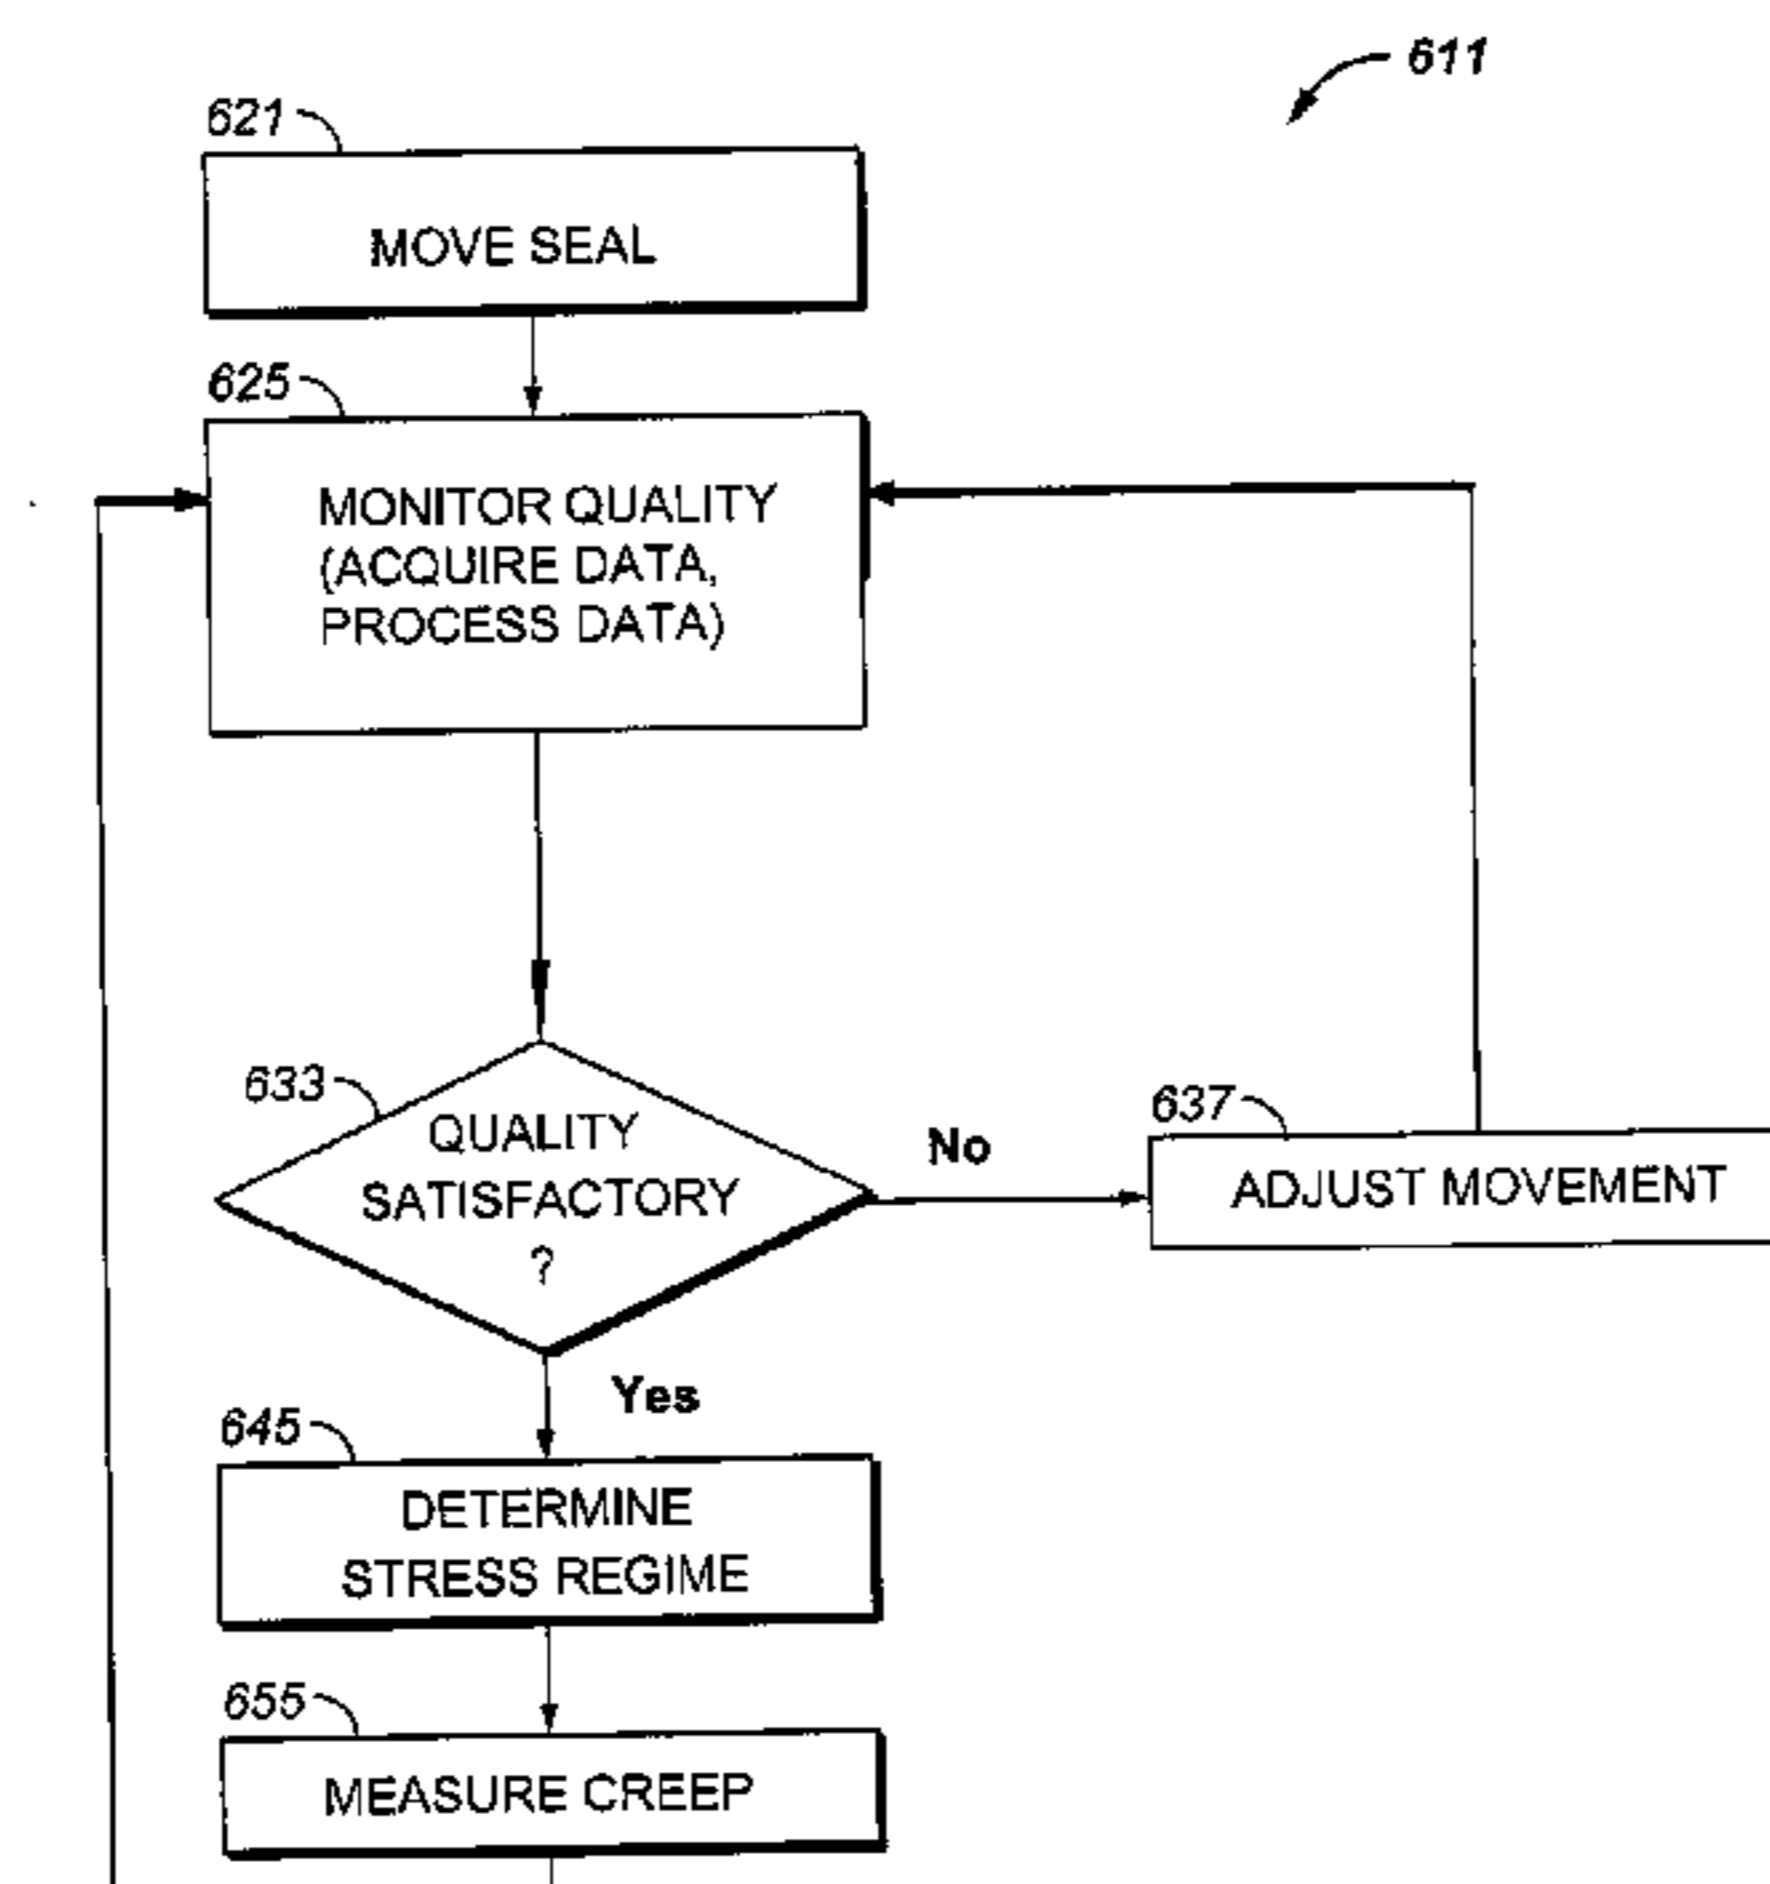 611
621
MOVE SEAL
625
MONITOR QUALITY
(ACQUIRE DATA,
PROCESS DATA)
633
QUALITY
SATISFACTORY
?
No
637
ADJUST MOVEMENT
Yes
645
DETERMINE
STRESS REGIME
655
MEASURE CREEP